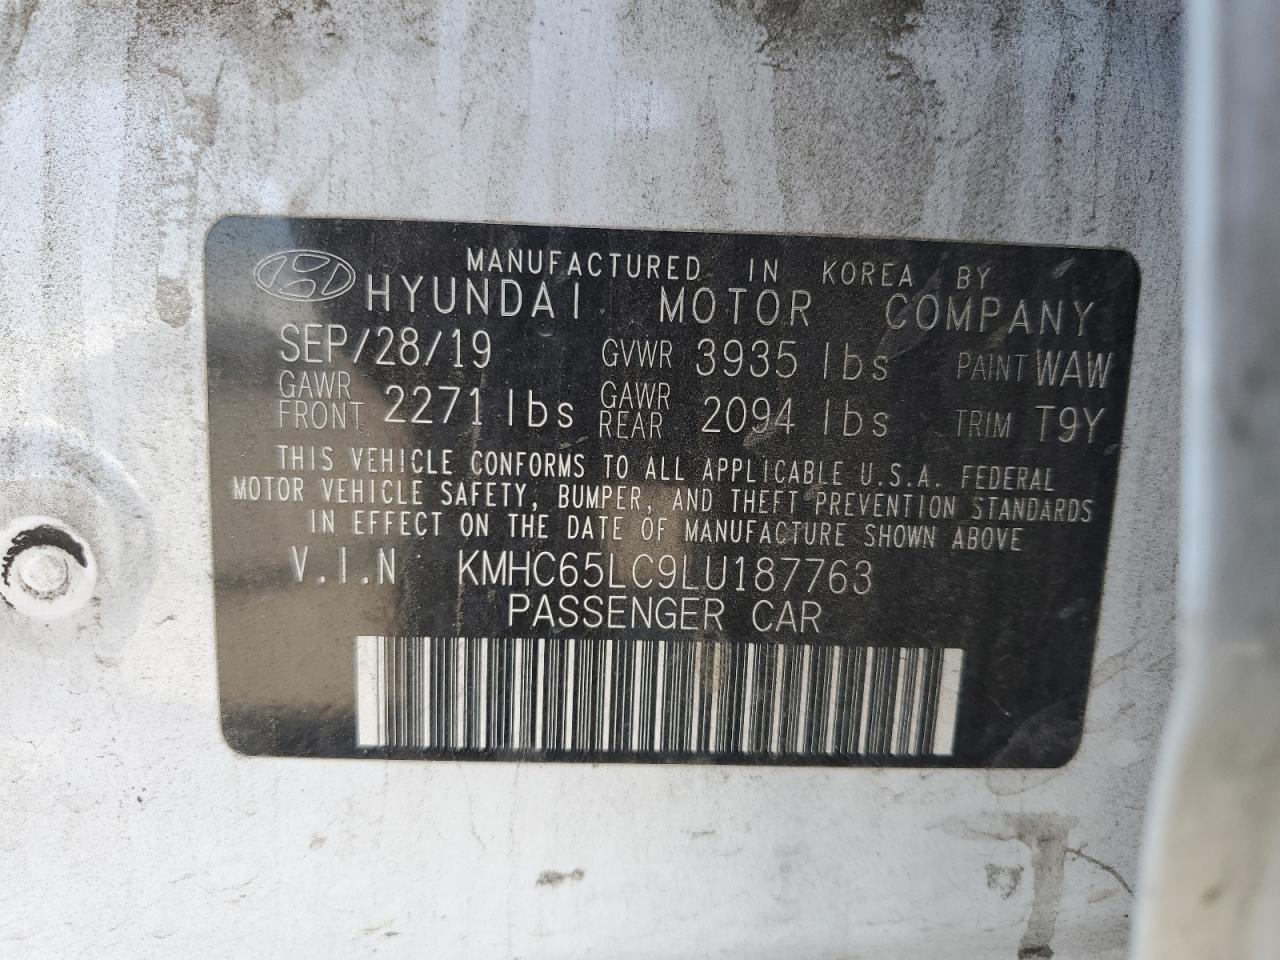 MANUFACTURED IN KOREA BY
HYUNDAI MOTOR COMPANY
SEP/28/19 GVWR 3935 lbs PAINT WAW
GAWR FRONT 2271 lbs GAWR REAR 2094 lbs TRIM T9Y
THIS VEHICLE CONFORMS TO ALL APPLICABLE U.S.A. FEDERAL
MOTOR VEHICLE SAFETY, BUMPER, AND THEFT PREVENTION STANDARDS
IN EFFECT ON THE DATE OF MANUFACTURE SHOWN ABOVE
V.I.N KMHC65LC9LU187763
PASSENGER CAR